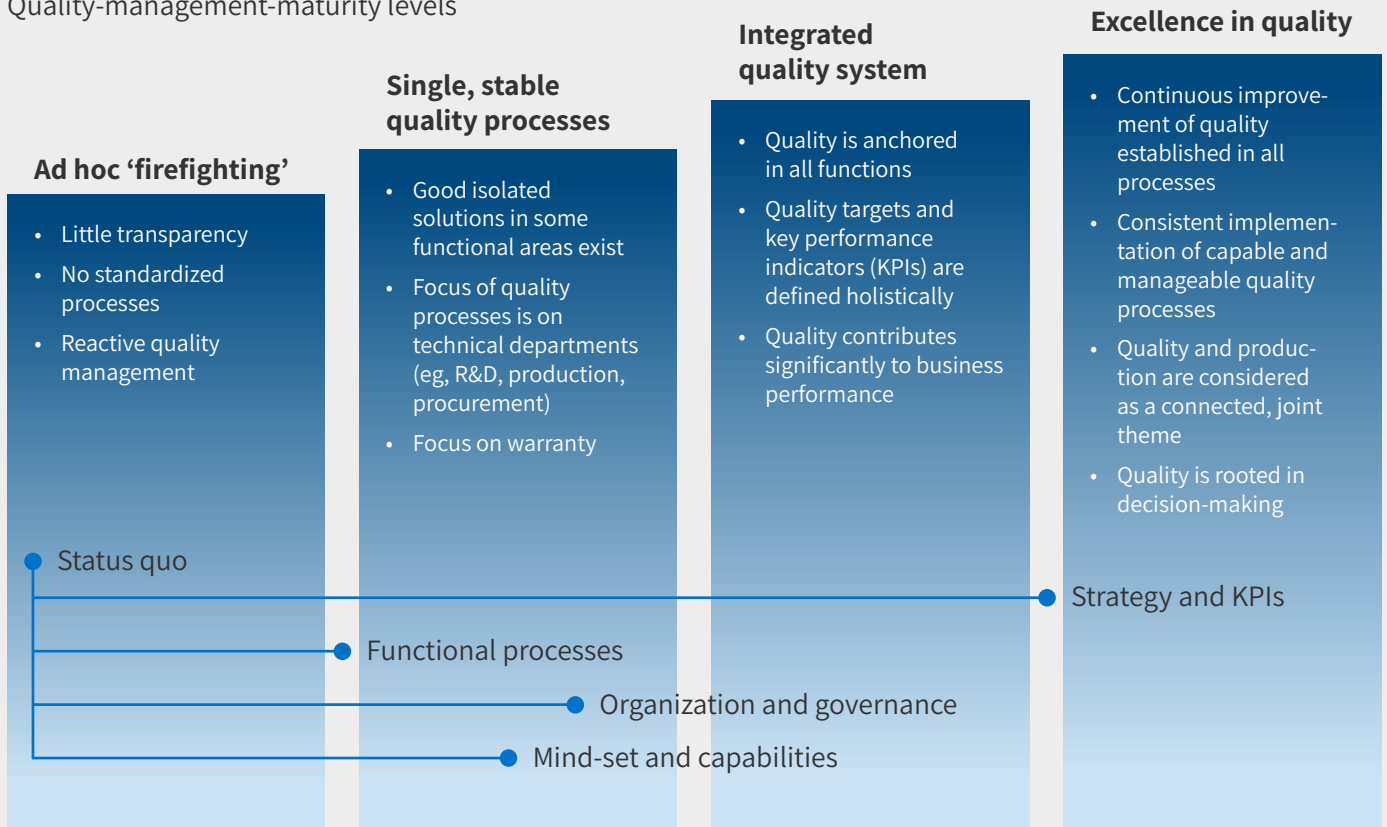 Quality-management-maturity levels
Ad hoc ‘firefighting’
• Little transparency
• No standardized
processes
• Reactive quality
management
Single, stable
quality processes
• Good isolated
solutions in some
functional areas exist
• Focus of quality
processes is on
technical departments
(eg, R&D, production,
procurement)
• Focus on warranty
Integrated
quality system
• Quality is anchored
in all functions
• Quality targets and
key performance
indicators (KPIs) are
defined holistically
• Quality contributes
significantly to business
performance
Excellence in quality
• Continuous improve-
ment of quality
established in all
processes
• Consistent implemen-
tation of capable and
manageable quality
processes
• Quality and produc-
tion are considered
as a connected, joint
theme
• Quality is rooted in
decision-making
Status quo
Strategy and KPIs
Functional processes
Organization and governance
Mind-set and capabilities